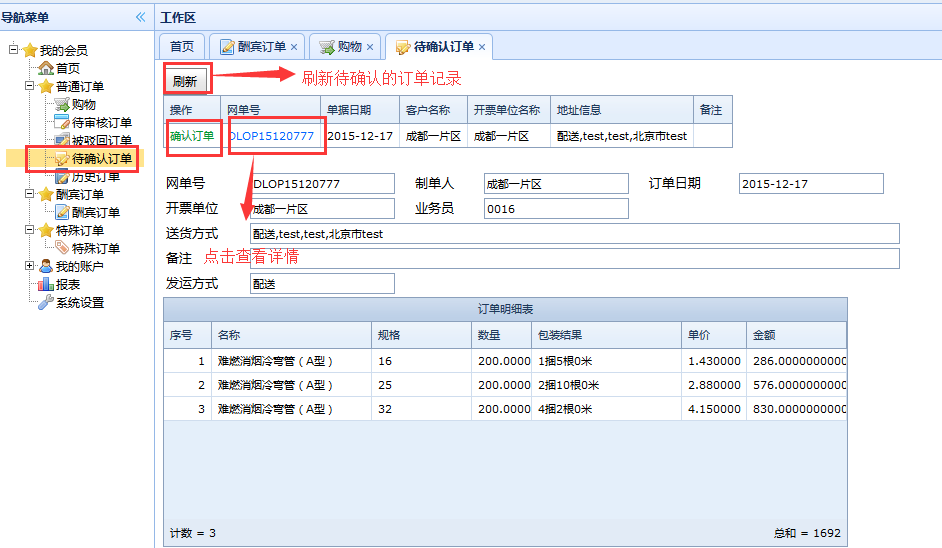 导航菜单
工作区
我的会员
首页
普通订单
购物
待审核订单
被驳回订单
待确认订单
历史订单
酬宾订单
酬宾订单
特殊订单
特殊订单
我的账户
报表
系统设置
首页 酬宾订单 购物 待确认订单
刷新 刷新待确认的订单记录
操作 网单号 单据日期 客户名称 开票单位名称 地址信息 备注
确认订单 DLOP15120777 2015-12-17 成都一片区 成都一片区 配送,test,test,北京市test
网单号 DLOP15120777 制单人 成都一片区 订单日期 2015-12-17
开票单位 成都一片区 业务员 0016
送货方式 配送,test,test,北京市test
备注 点击查看详情
发运方式 配送
订单明细表
序号 名称 规格 数量 包装结果 单价 金额
1 难燃消烟冷弯管（A型） 16 200.0000 1捆5根0米 1.430000 286.0000000000
2 难燃消烟冷弯管（A型） 25 200.0000 2捆10根0米 2.880000 576.0000000000
3 难燃消烟冷弯管（A型） 32 200.0000 4捆2根0米 4.150000 830.0000000000
计数 = 3 总和 = 1692